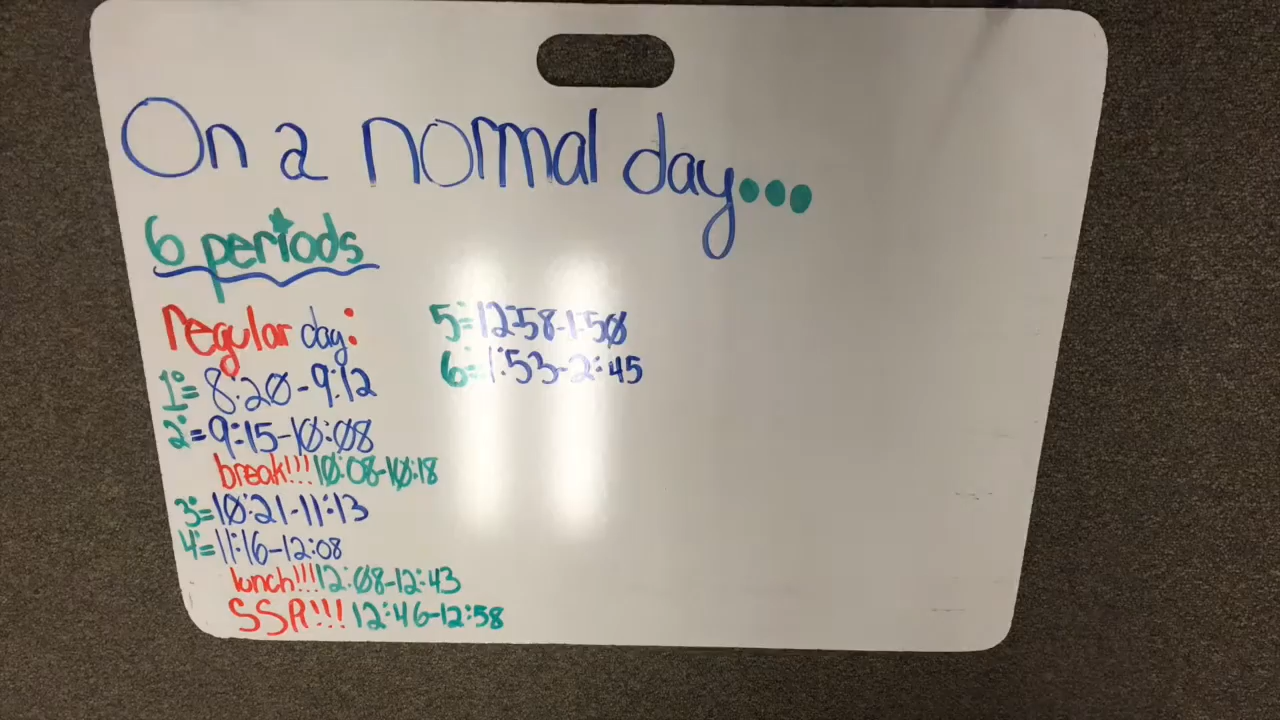 On a normal day...
6 periods
regular day:
1°= 8:20-9:12
2°=9:15-10:08
break!!!10:08-10:18
3°=10:21-11:13
4°=11:16-12:08
lunch!!!12:08-12:43
SSR!!! 12:46-12:58
5°=12:58-1:50
6°=1:53-2:45